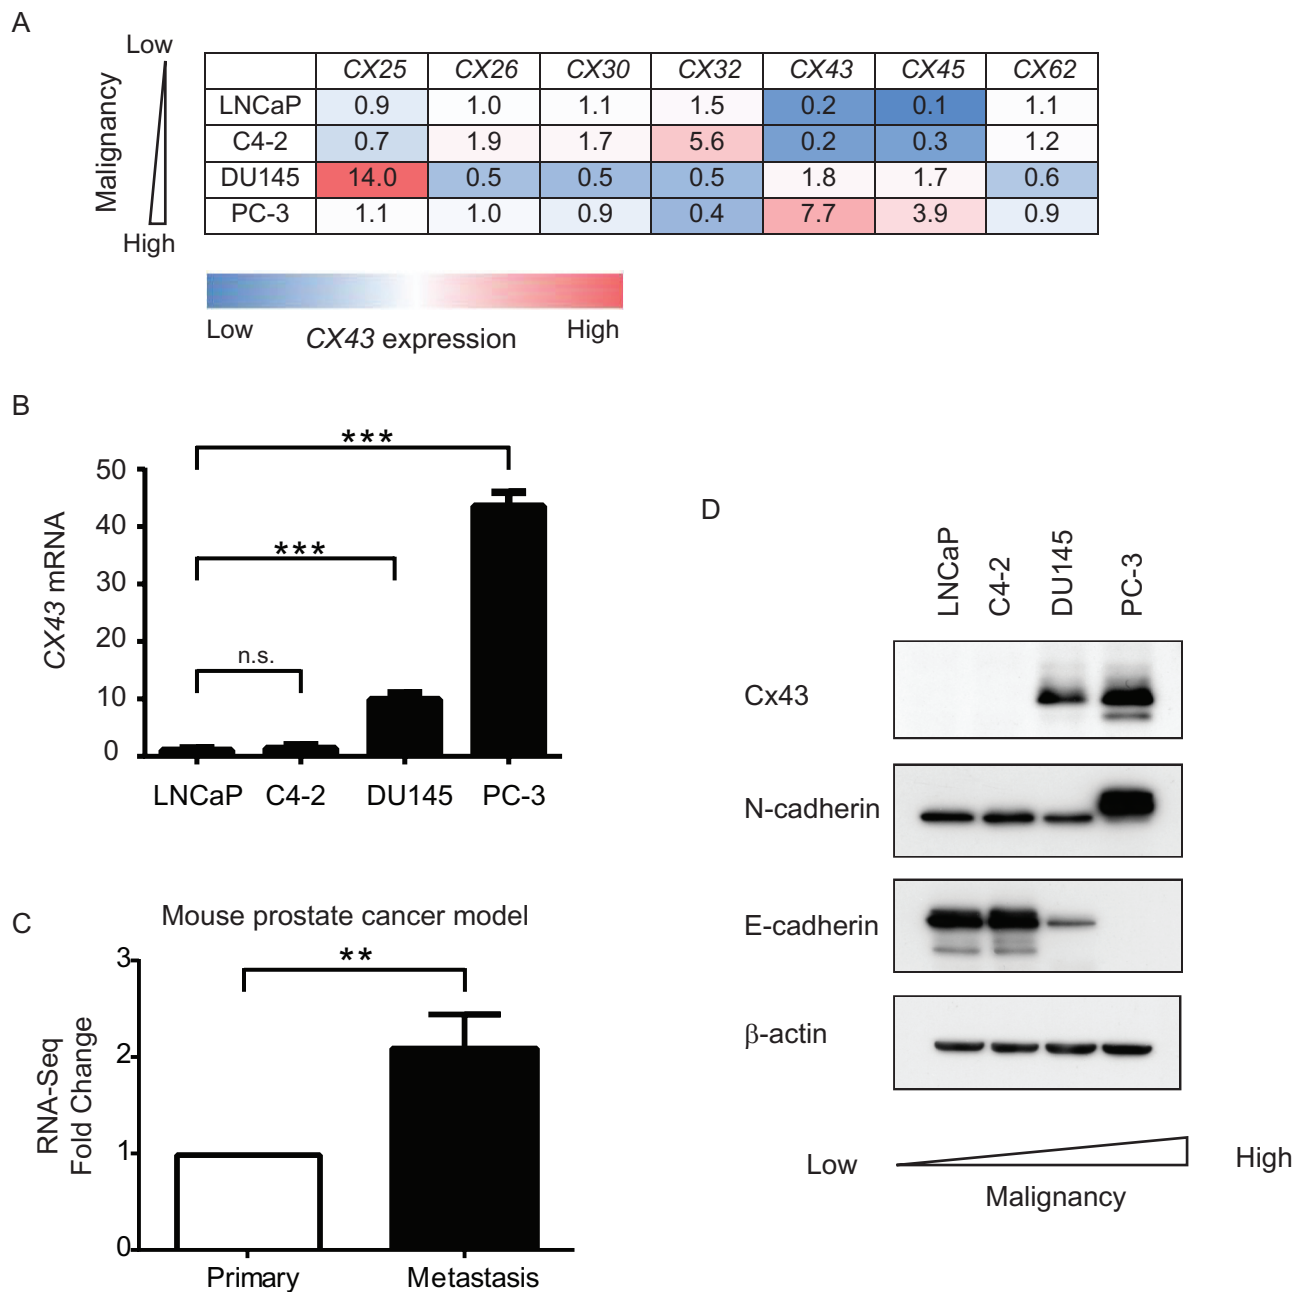 A
Low
Malignancy
High
CX25 CX26 CX30 CX32 CX43 CX45 CX62
LNCaP 0.9 1.0 1.1 1.5 0.2 0.1 1.1
C4-2 0.7 1.9 1.7 5.6 0.2 0.3 1.2
DU145 14.0 0.5 0.5 0.5 1.8 1.7 0.6
PC-3 1.1 1.0 0.9 0.4 7.7 3.9 0.9
Low CX43 expression High
B
***
***
n.s.
CX43 mRNA
50
40
30
20
10
0
LNCaP C4-2 DU145 PC-3
C
Mouse prostate cancer model
**
RNA-Seq
Fold Change
3
2
1
0
Primary Metastasis
D
LNCaP C4-2 DU145 PC-3
Cx43
N-cadherin
E-cadherin
β-actin
Low High
Malignancy